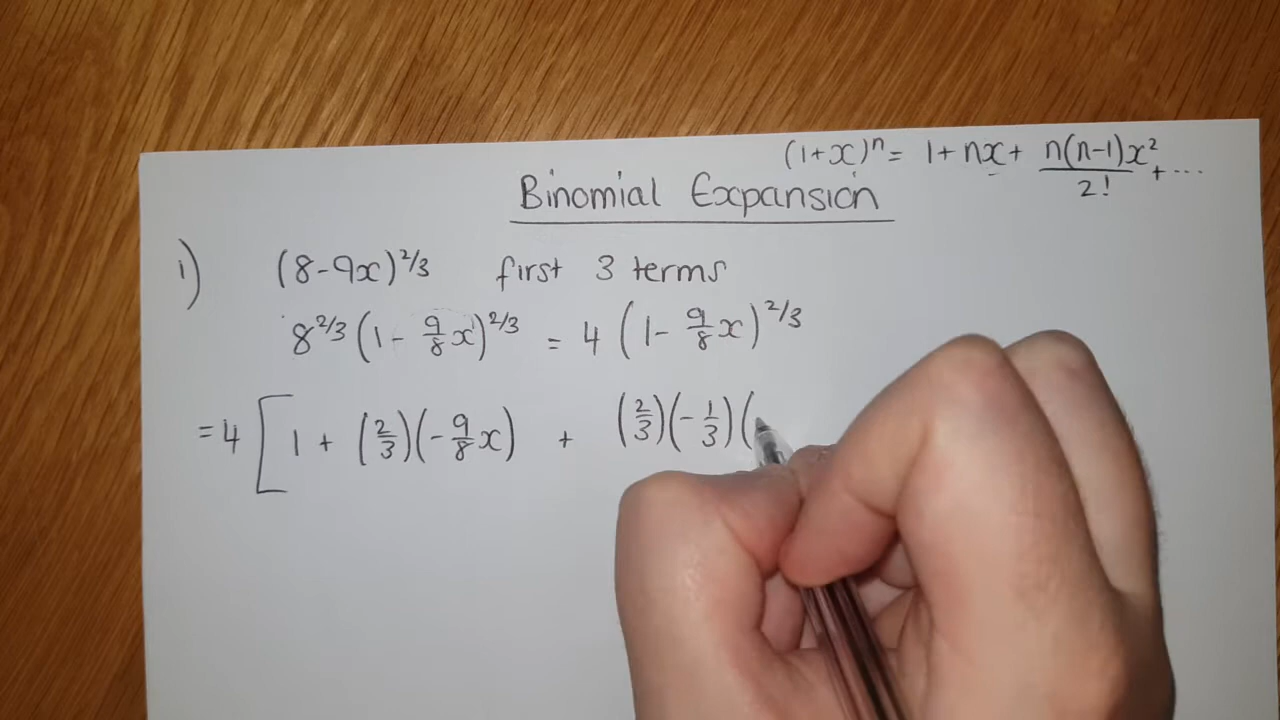 (1+x)ⁿ = 1 + nx + n(n-1)x²/2! + ...
Binomial Expansion
1) (8-9x)^2/3 first 3 terms
8^2/3 (1 - 9/8 x)^2/3 = 4 (1 - 9/8 x)^2/3
= 4 [ 1 + (2/3)(-9/8 x) + (2/3)(-1/3)(